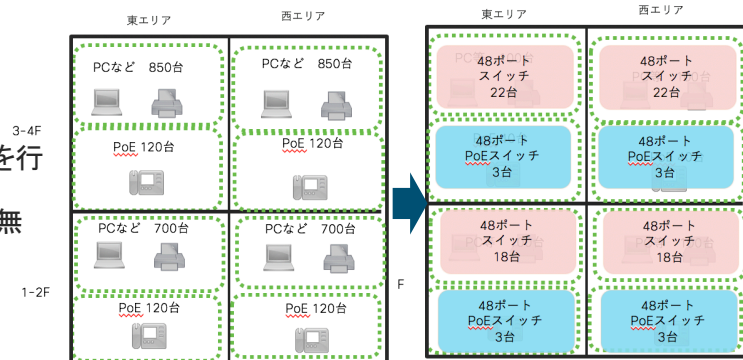 東エリア
西エリア
PCなど 850台
PCなど 850台
3-4F
を行
PoE 120台
PoE 120台
無
PCなど 700台
PCなど 700台
1-2F
PoE 120台
PoE 120台
東エリア
西エリア
48ポート
スイッチ
22台
48ポート
スイッチ
22台
48ポート
PoEスイッチ
3台
48ポート
PoEスイッチ
3台
F
48ポート
スイッチ
18台
48ポート
スイッチ
18台
48ポート
PoEスイッチ
3台
48ポート
PoEスイッチ
3台